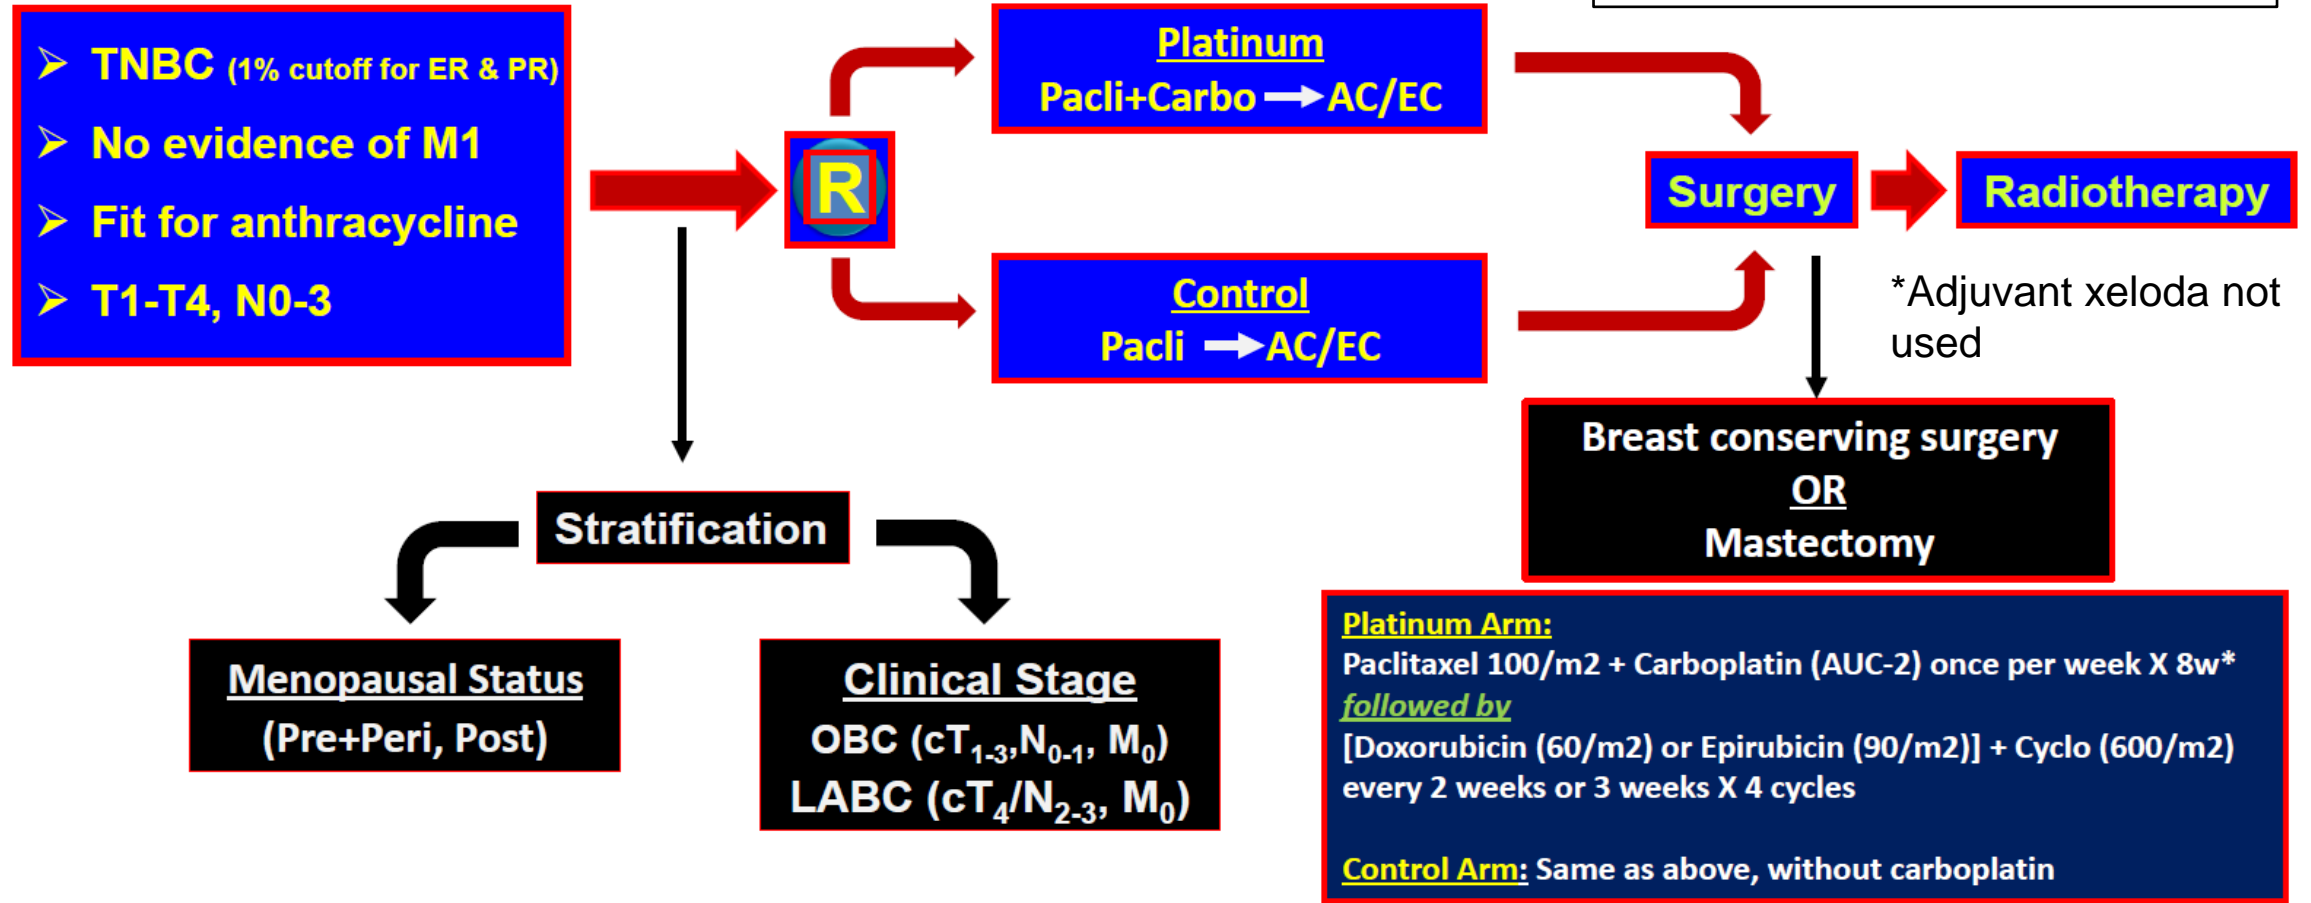 ➢ TNBC (1% cutoff for ER & PR)
➢ No evidence of M1
➢ Fit for anthracycline
➢ T1-T4, N0-3
R
Platinum
Pacli+Carbo → AC/EC
Control
Pacli → AC/EC
Surgery
Radiotherapy
*Adjuvant xeloda not
used
Breast conserving surgery
OR
Mastectomy
Stratification
Menopausal Status
(Pre+Peri, Post)
Clinical Stage
OBC (cT1-3,N0-1, M0)
LABC (cT4/N2-3, M0)
Platinum Arm:
Paclitaxel 100/m2 + Carboplatin (AUC-2) once per week X 8w*
followed by
[Doxorubicin (60/m2) or Epirubicin (90/m2)] + Cyclo (600/m2)
every 2 weeks or 3 weeks X 4 cycles
Control Arm: Same as above, without carboplatin